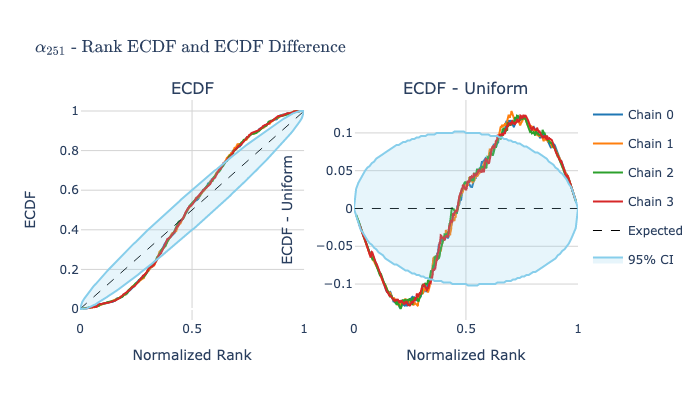 α251 - Rank ECDF and ECDF Difference
ECDF
ECDF - Uniform
ECDF
1
0.8
0.6
0.4
0.2
0
0
0.5
1
Normalized Rank
ECDF - Uniform
0.1
0.05
0
−0.05
−0.1
0
0.5
1
Normalized Rank
Chain 0
Chain 1
Chain 2
Chain 3
Expected
95% CI